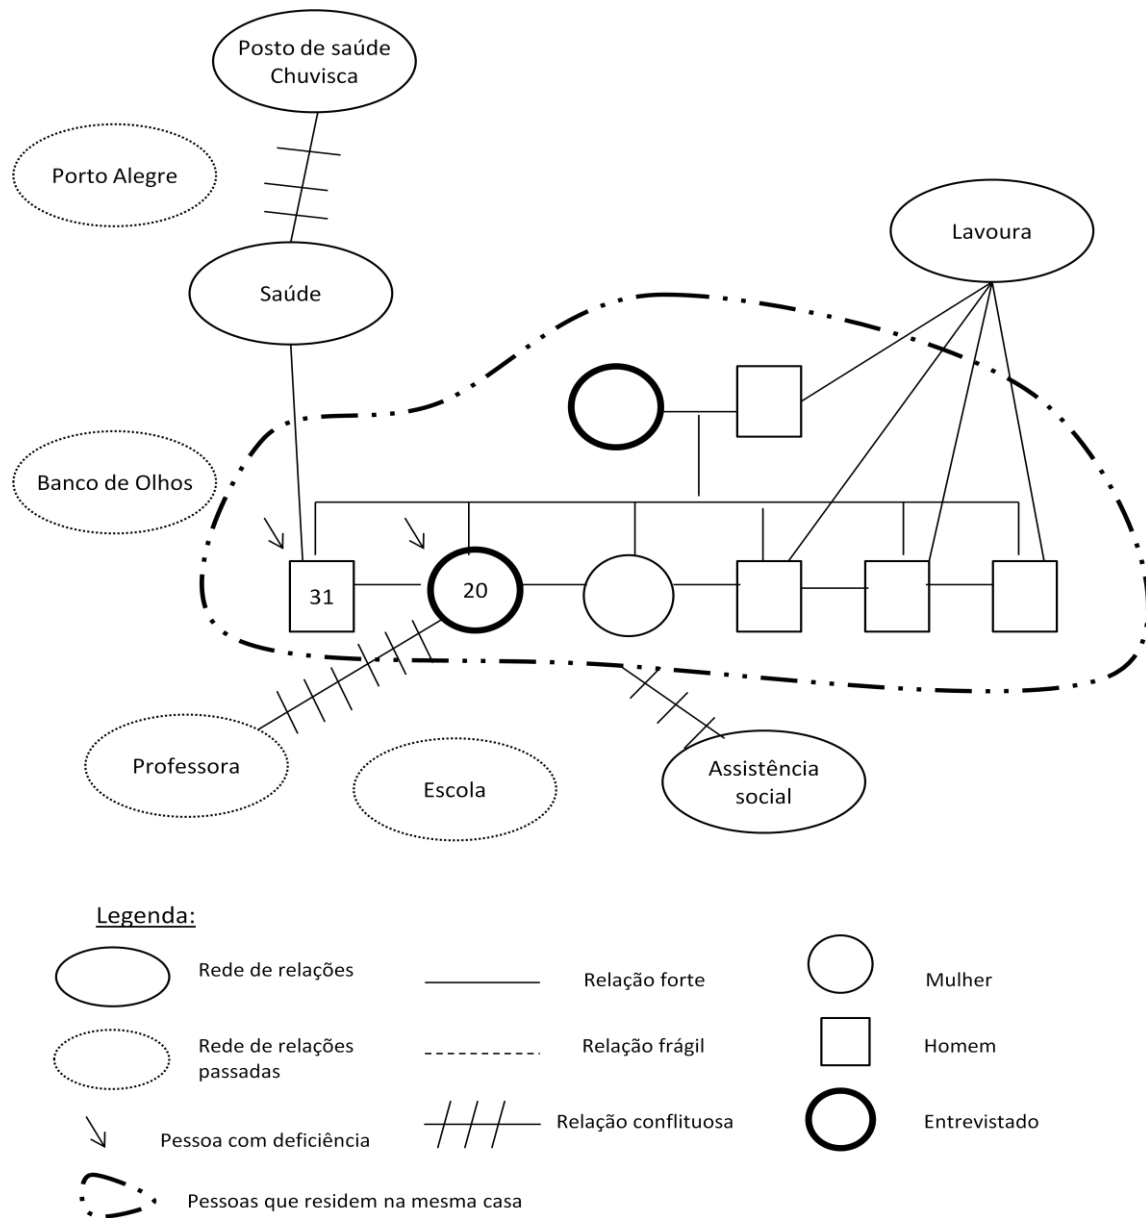 Posto de saúde
Chuvisca
Porto Alegre
Lavoura
Saúde
Banco de Olhos
31
20
Professora
Escola
Assistência
social
Legenda:
Rede de relações
Relação forte
Mulher
Rede de relações
passadas
Relação frágil
Homem
Pessoa com deficiência
Relação conflituosa
Entrevistado
Pessoas que residem na mesma casa